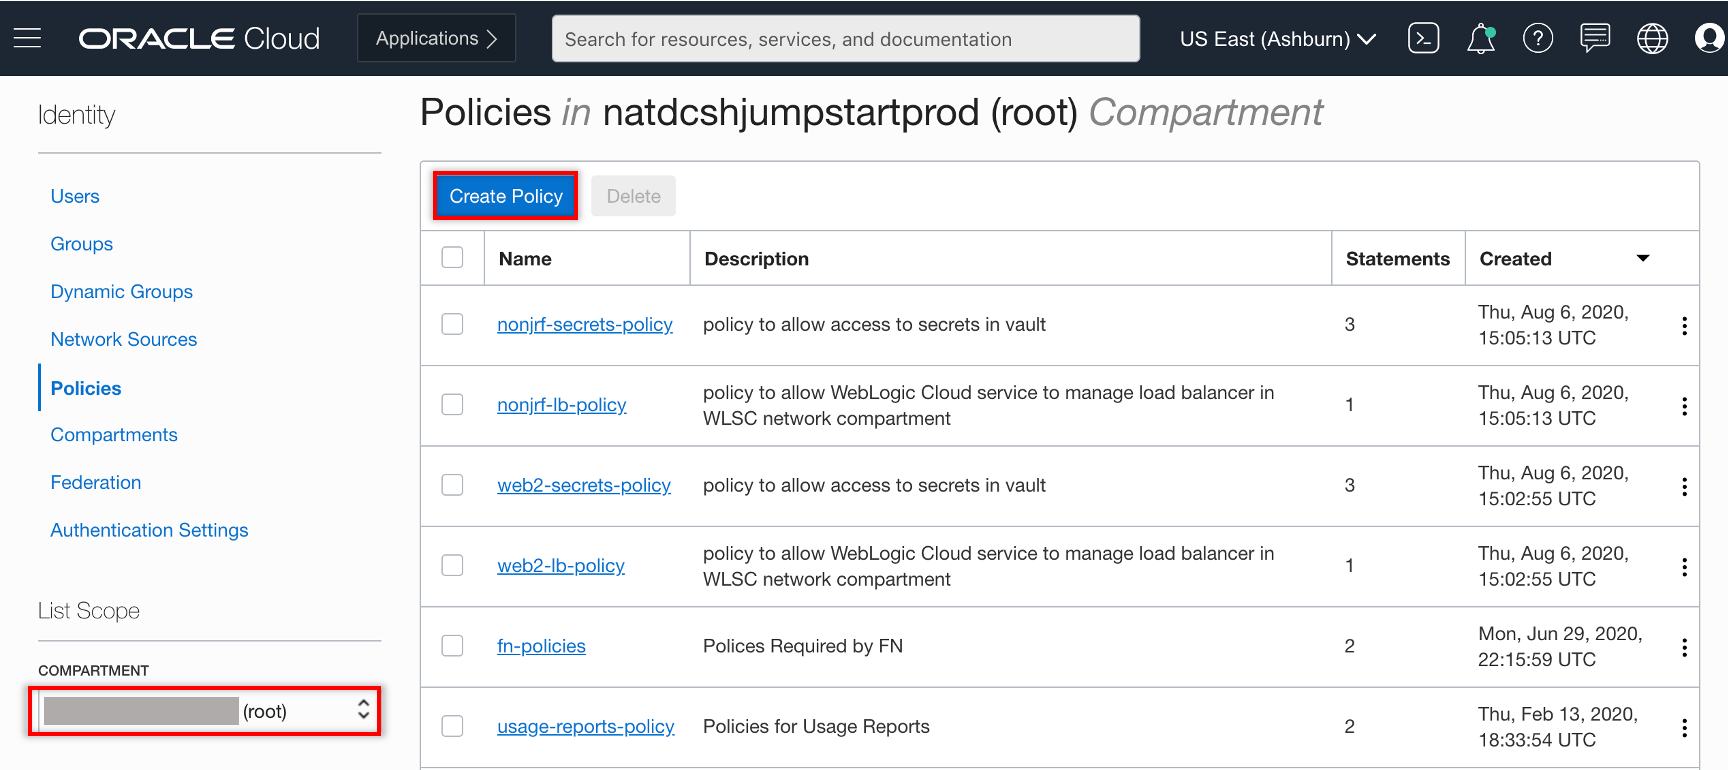 ORACLE Cloud
Applications
Search for resources, services, and documentation
US East (Ashburn)
Identity
Users
Groups
Dynamic Groups
Network Sources
Policies
Compartments
Federation
Authentication Settings
List Scope
COMPARTMENT
(root)
Policies in natdcshjumpstartprod (root) Compartment
Create Policy
Delete
Name Description Statements Created
nonjrf-secrets-policy policy to allow access to secrets in vault 3 Thu, Aug 6, 2020,
15:05:13 UTC
nonjrf-lb-policy policy to allow WebLogic Cloud service to manage load balancer in 1 Thu, Aug 6, 2020,
WLSC network compartment 15:05:13 UTC
web2-secrets-policy policy to allow access to secrets in vault 3 Thu, Aug 6, 2020,
15:02:55 UTC
web2-lb-policy policy to allow WebLogic Cloud service to manage load balancer in 1 Thu, Aug 6, 2020,
WLSC network compartment 15:02:55 UTC
fn-policies Polices Required by FN 2 Mon, Jun 29, 2020,
22:15:59 UTC
usage-reports-policy Policies for Usage Reports 2 Thu, Feb 13, 2020,
18:33:54 UTC